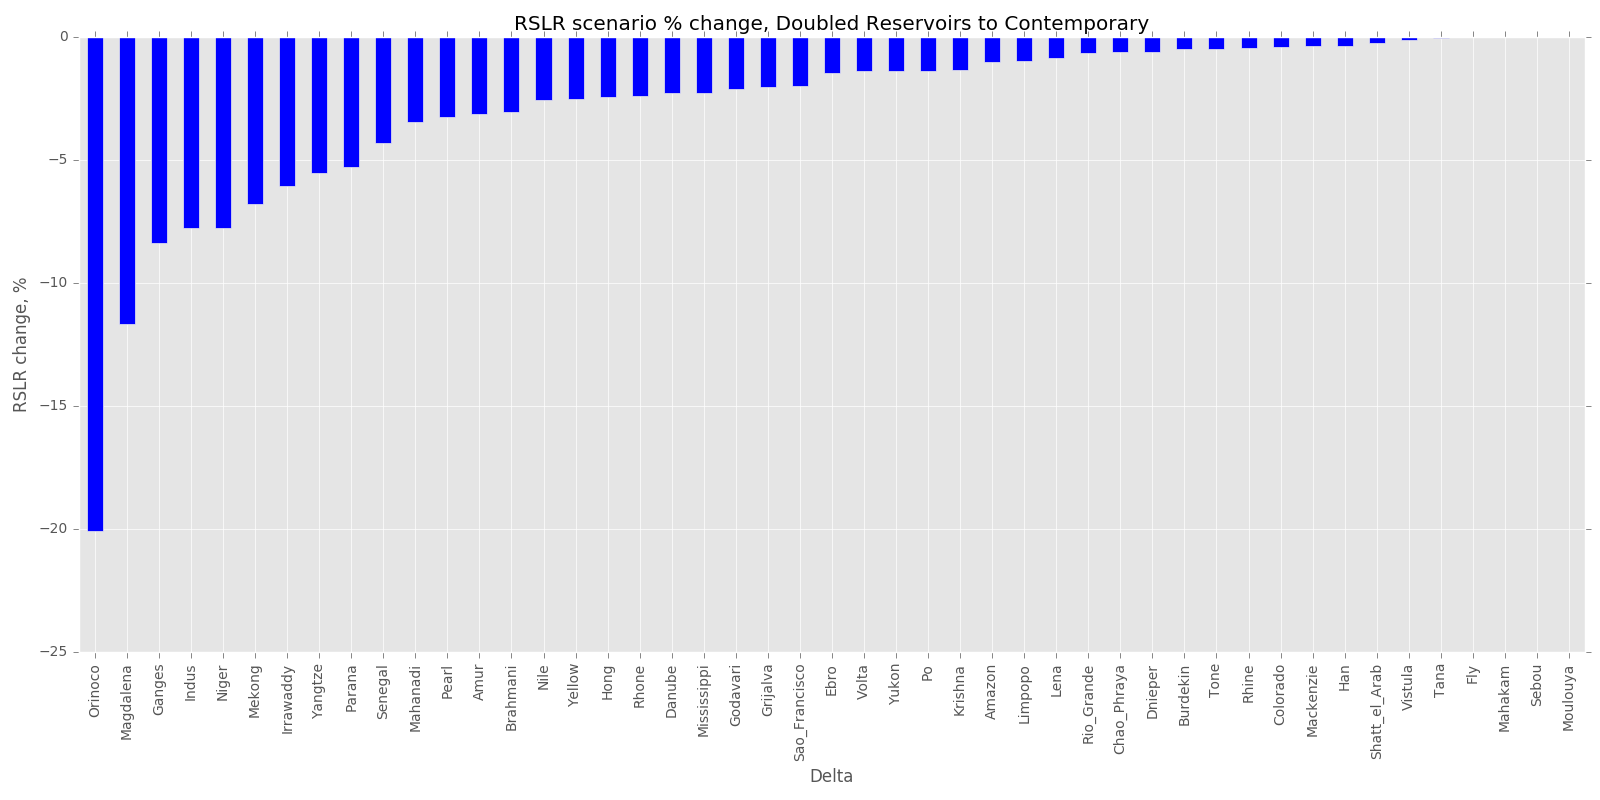 RSLR scenario % change, Doubled Reservoirs to Contemporary
0
−5
−10
−15
−20
−25
RSLR change, %
Orinoco
Magdalena
Ganges
Indus
Niger
Mekong
Irrawaddy
Yangtze
Parana
Senegal
Mahanadi
Pearl
Amur
Brahmani
Nile
Yellow
Hong
Rhone
Danube
Mississippi
Godavari
Grijalva
Sao_Francisco
Ebro
Volta
Yukon
Po
Krishna
Amazon
Limpopo
Lena
Rio_Grande
Chao_Phraya
Dnieper
Burdekin
Tone
Rhine
Colorado
Mackenzie
Han
Shatt_el_Arab
Vistula
Tana
Fly
Mahakam
Sebou
Moulouya
Delta